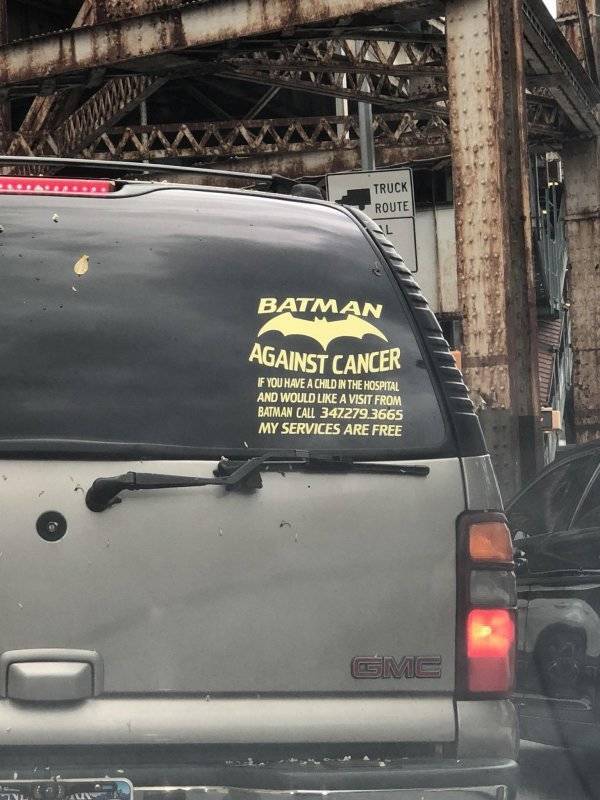 TRUCK
ROUTE
BATMAN
AGAINST CANCER
IF YOU HAVE A CHILD IN THE HOSPITAL
AND WOULD LIKE A VISIT FROM
BATMAN CALL 347.279.3665
MY SERVICES ARE FREE
GMC